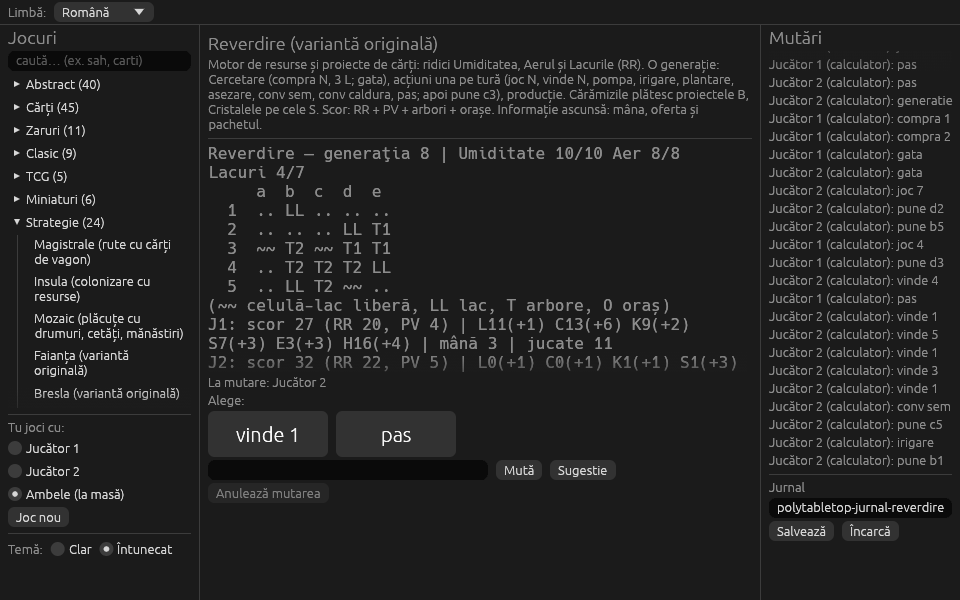 Limbă: Română
Jocuri
caută... (ex. sah, carti)
Abstract (40)
Cărți (45)
Zaruri (11)
Clasic (9)
TCG (5)
Miniaturi (6)
Strategie (24)
Magistrale (rute cu cărți
de vagon)
Insula (colonizare cu
resurse)
Mozaic (plăcuțe cu
drumuri, cetăți, mănăstiri)
Faianța (variantă
originală)
Bresla (variantă originală)
Tu joci cu:
Jucător 1
Jucător 2
Ambele (la masă)
Joc nou
Temă: Clar Întunecat
Reverdire (variantă originală)
Motor de resurse și proiecte de cărți: ridici Umiditatea, Aerul și Lacurile (RR). O generație:
Cercetare (compra N, 3 L; gata), acțiuni una pe tură (joc N, vinde N, pompa, irigare, plantare,
asezare, conv sem, conv caldura, pas; apoi pune c3), producție. Cărămizile plătesc proiectele B,
Cristalele pe cele S. Scor: RR + PV + arbori + orașe. Informație ascunsă: mâna, oferta și
pachetul.
Reverdire — generația 8 | Umiditate 10/10 Aer 8/8
Lacuri 4/7
a b c d e
1 .. LL .. .. ..
2 .. .. .. LL T1
3 ~~ T2 ~~ T1 T1
4 .. T2 T2 T2 LL
5 .. LL T2 ~~ ..
(~~ celulă-lac liberă, LL lac, T arbore, O oraș)
J1: scor 27 (RR 20, PV 4) | L11(+1) C13(+6) K9(+2)
S7(+3) E3(+3) H16(+4) | mână 3 | jucate 11
J2: scor 32 (RR 22, PV 5) | L0(+1) C0(+1) K1(+1) S1(+3)
La mutare: Jucător 2
Alege:
vinde 1 pas
Mută Sugestie
Anulează mutarea
Mutări
Jucător 1 (calculator): pas
Jucător 2 (calculator): pas
Jucător 2 (calculator): generatie
Jucător 1 (calculator): compra 1
Jucător 1 (calculator): compra 2
Jucător 1 (calculator): gata
Jucător 2 (calculator): gata
Jucător 2 (calculator): joc 7
Jucător 2 (calculator): pune d2
Jucător 2 (calculator): pune b5
Jucător 1 (calculator): joc 4
Jucător 1 (calculator): pune d3
Jucător 2 (calculator): vinde 4
Jucător 1 (calculator): pas
Jucător 2 (calculator): vinde 1
Jucător 2 (calculator): vinde 5
Jucător 2 (calculator): vinde 1
Jucător 2 (calculator): vinde 3
Jucător 2 (calculator): vinde 1
Jucător 2 (calculator): conv sem
Jucător 2 (calculator): pune c5
Jucător 2 (calculator): irigare
Jucător 2 (calculator): pune b1
Jurnal
polytabletop-jurnal-reverdire
Salvează Încarcă